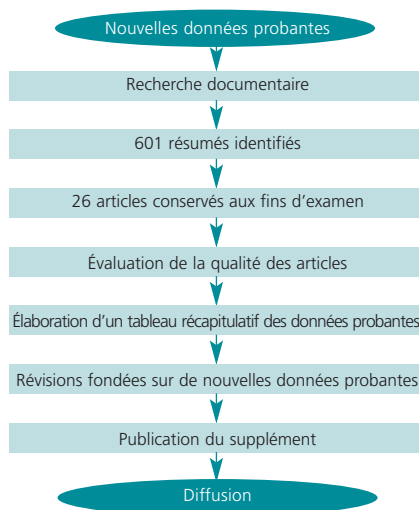 Nouvelles données probantes
Recherche documentaire
601 résumés identifiés
26 articles conservés aux fins d’examen
Évaluation de la qualité des articles
Élaboration d’un tableau récapitulatif des données probantes
Révisions fondées sur de nouvelles données probantes
Publication du supplément
Diffusion